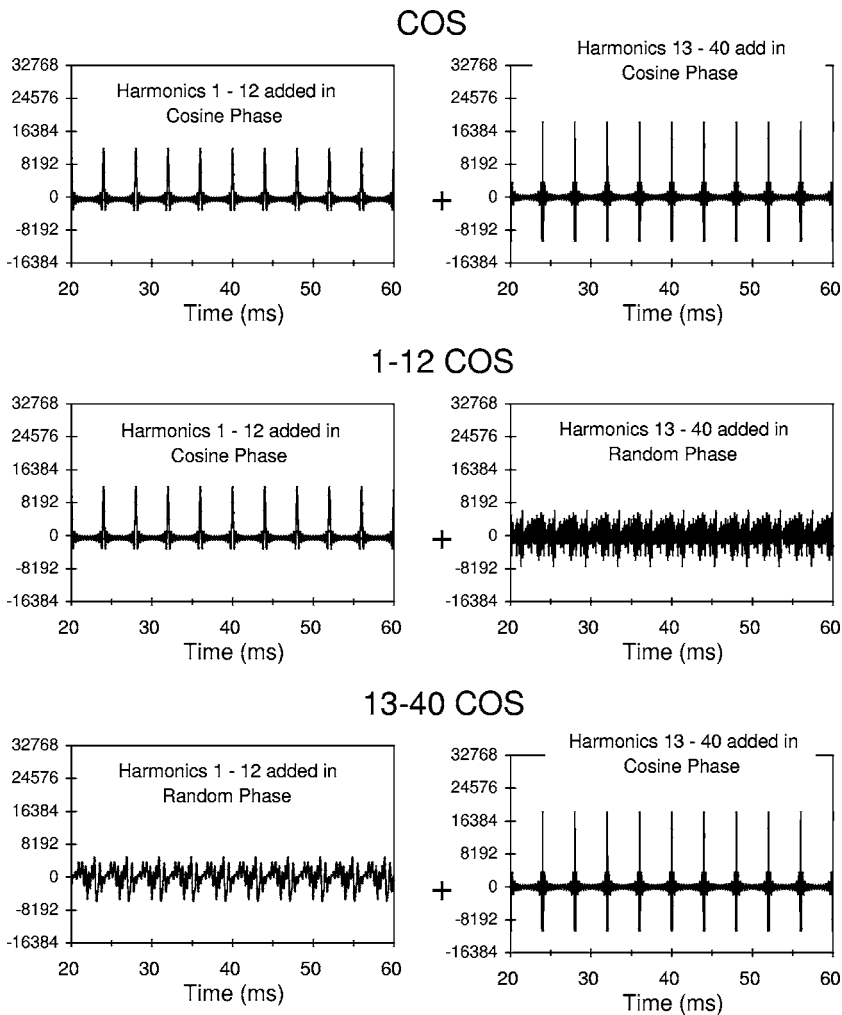 COS
Harmonics 1 - 12 added in
Cosine Phase
32768
24576
16384
8192
0
-8192
-16384
20 30 40 50 60
Time (ms)
+
Harmonics 13 - 40 add in
Cosine Phase
32768
24576
16384
8192
0
-8192
-16384
20 30 40 50 60
Time (ms)
1-12 COS
Harmonics 1 - 12 added in
Cosine Phase
32768
24576
16384
8192
0
-8192
-16384
20 30 40 50 60
Time (ms)
+
Harmonics 13 - 40 added in
Random Phase
32768
24576
16384
8192
0
-8192
-16384
20 30 40 50 60
Time (ms)
13-40 COS
Harmonics 1 - 12 added in
Random Phase
32768
24576
16384
8192
0
-8192
-16384
20 30 40 50 60
Time (ms)
+
Harmonics 13 - 40 added in
Cosine Phase
32768
24576
16384
8192
0
-8192
-16384
20 30 40 50 60
Time (ms)